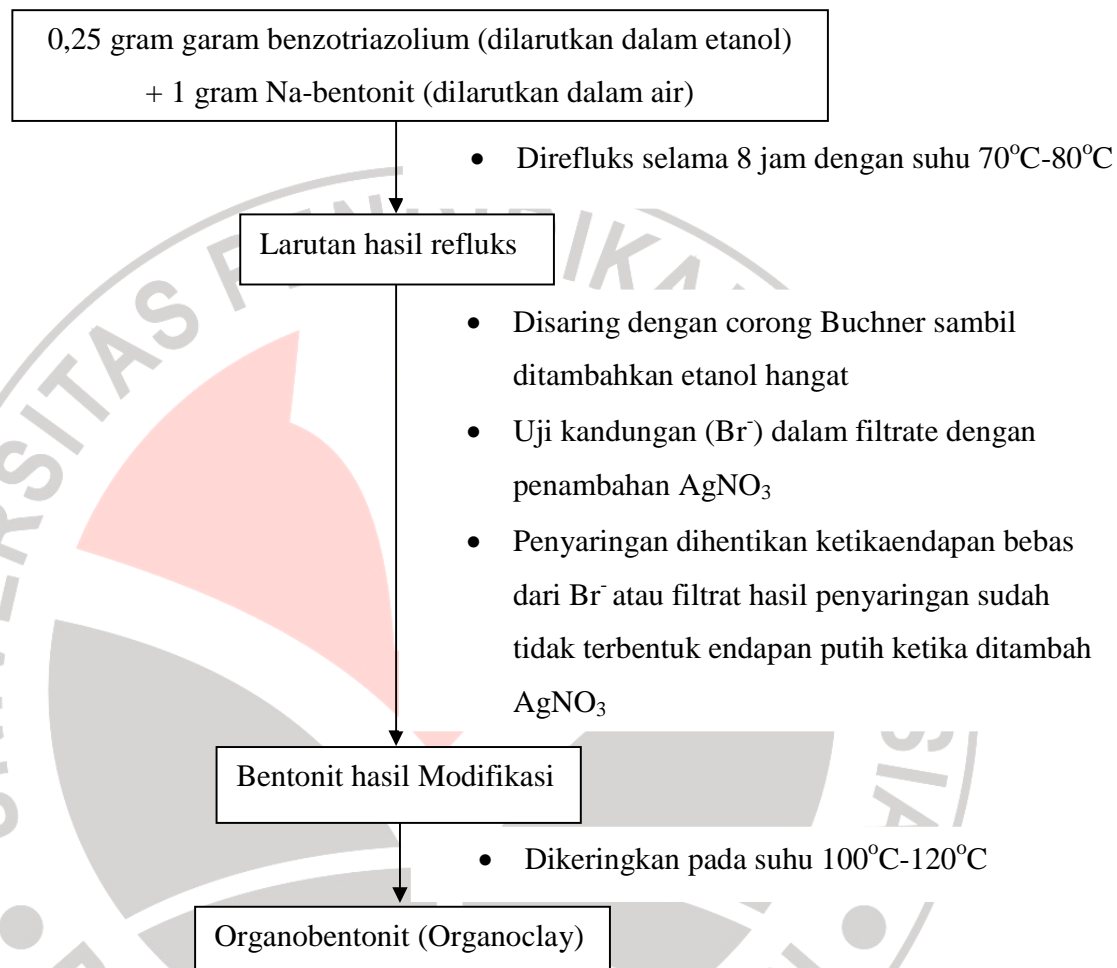 0,25 gram garam benzotriazolium (dilarutkan dalam etanol)
+ 1 gram Na-bentonit (dilarutkan dalam air)
• Direfluks selama 8 jam dengan suhu 70°C-80°C
Larutan hasil refluks
• Disaring dengan corong Buchner sambil
ditambahkan etanol hangat
• Uji kandungan (Br⁻) dalam filtrate dengan
penambahan AgNO₃
• Penyaringan dihentikan ketikaendapan bebas
dari Br⁻ atau filtrat hasil penyaringan sudah
tidak terbentuk endapan putih ketika ditambah
AgNO₃
Bentonit hasil Modifikasi
• Dikeringkan pada suhu 100°C-120°C
Organobentonit (Organoclay)